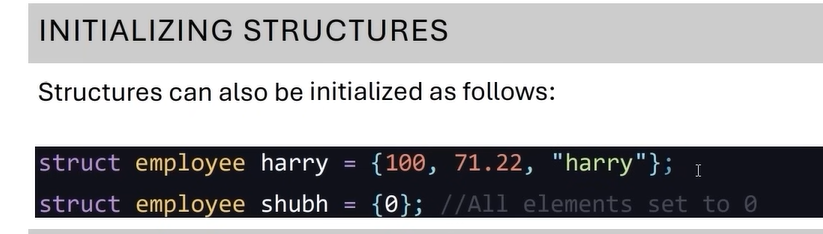 INITIALIZING STRUCTURES
Structures can also be initialized as follows:
struct employee harry = {100, 71.22, "harry"};
struct employee shubh = {0}; //All elements set to 0